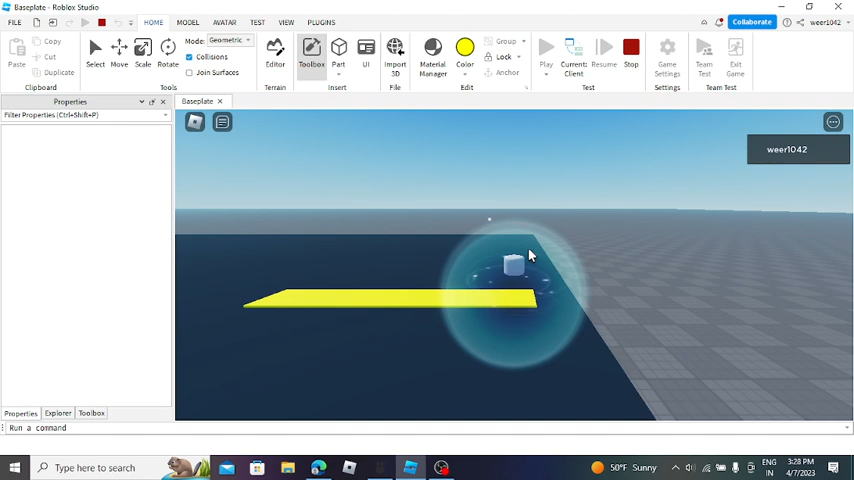 Baseplate - Roblox Studio
FILE HOME MODEL AVATAR TEST VIEW PLUGINS Collaborate weer1042
Paste Copy Cut Duplicate Clipboard
Select Move Scale Rotate Mode: Geometric Collisions Join Surfaces Tools
Editor Terrain
Toolbox Part UI Insert
Import 3D File
Material Manager Color Group Lock Anchor Edit
Play Current: Client Resume Stop Test
Game Settings Settings
Team Test Exit Game Team Test
Properties Baseplate
Filter Properties (Ctrl+Shift+P)
weer1042
Properties Explorer Toolbox
Run a command
Type here to search 50°F Sunny ENG IN 3:28 PM 4/7/2023